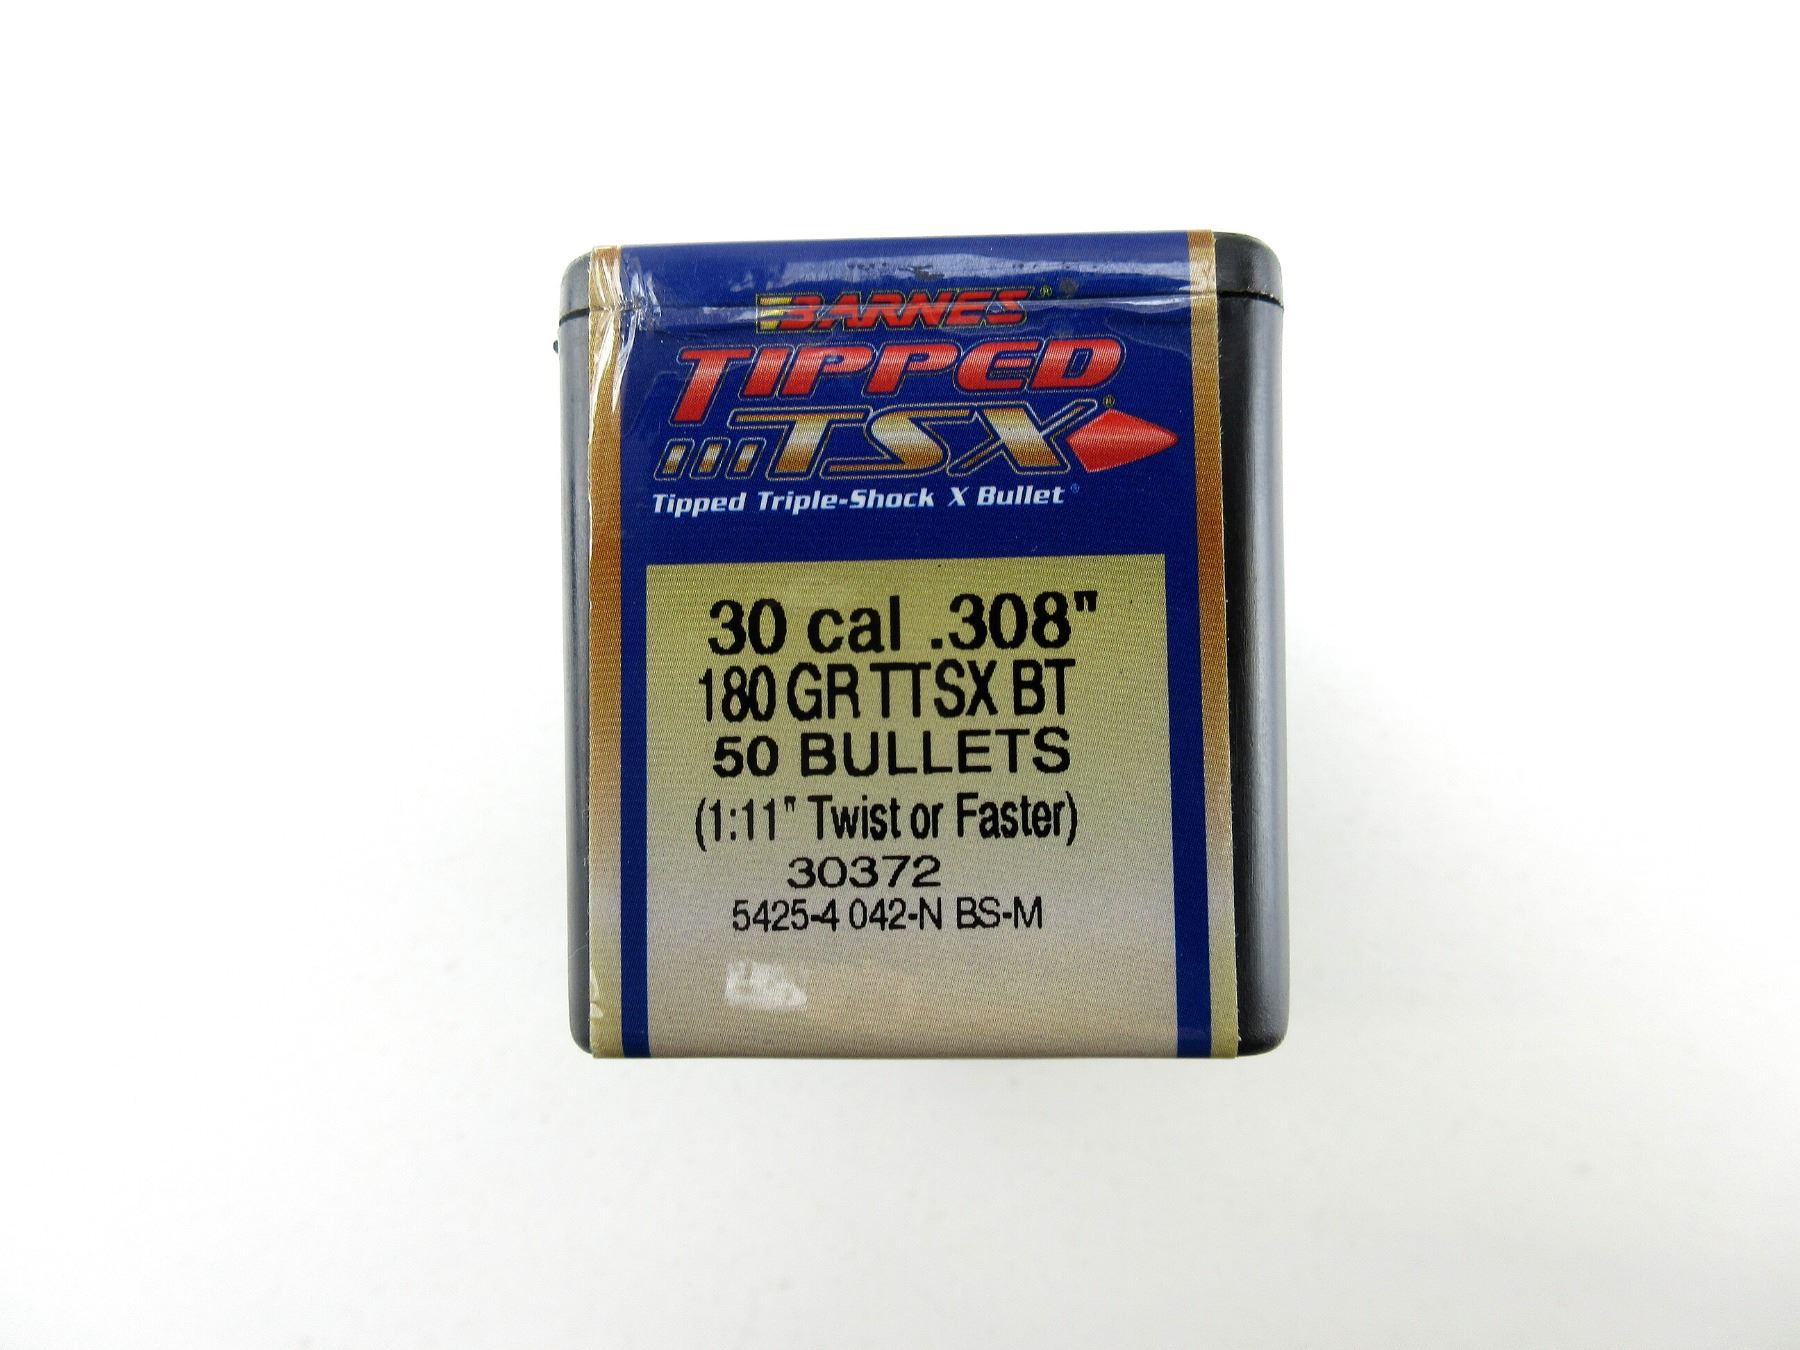 BARNES®
TIPPED
TSX®
Tipped Triple-Shock X Bullet®
30 cal .308"
180 GR TTSX BT
50 BULLETS
(1:11" Twist or Faster)
30372
5425-4 042-N BS-M